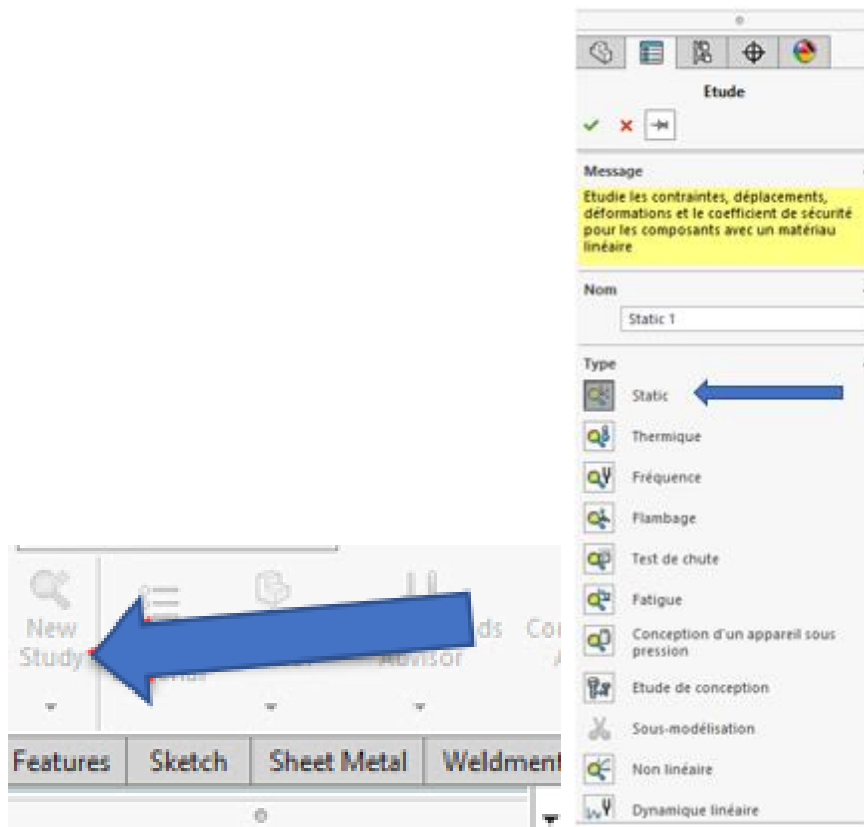 New
Study
Advisor
Features
Sketch
Sheet Metal
Weldment
Etude
Message
Etudie les contraintes, déplacements,
déformations et le coefficient de sécurité
pour les composants avec un matériau
linéaire
Nom
Static 1
Type
Static
Thermique
Fréquence
Flambage
Test de chute
Fatigue
Conception d'un appareil sous
pression
Etude de conception
Sous-modélisation
Non linéaire
Dynamique linéaire